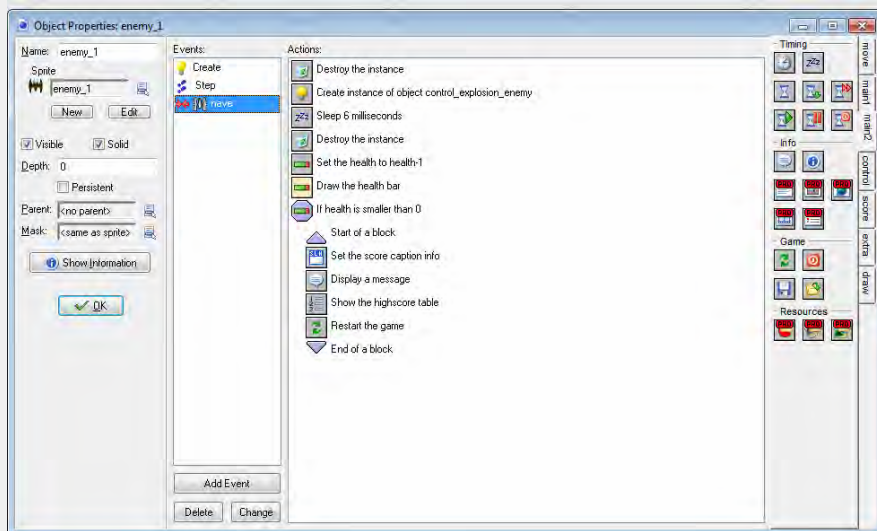 Object Properties: enemy_1
Name: enemy_1
Sprite
enemy_1
New Edit
Visible Solid
Depth: 0
Persistent
Parent: <no parent>
Mask: <same as sprite>
Show Information
OK
Events:
Create
Step
Add Event
Delete Change
Actions:
Destroy the instance
Create instance of object control_explosion_enemy
Sleep 6 milliseconds
Destroy the instance
Set the health to health-1
Draw the health bar
If health is smaller than 0
Start of a block
Set the score caption info
Display a message
Show the highscore table
Restart the game
End of a block
Timing
Info
Game
Resources
move
main1
main2
control
score
extra
draw